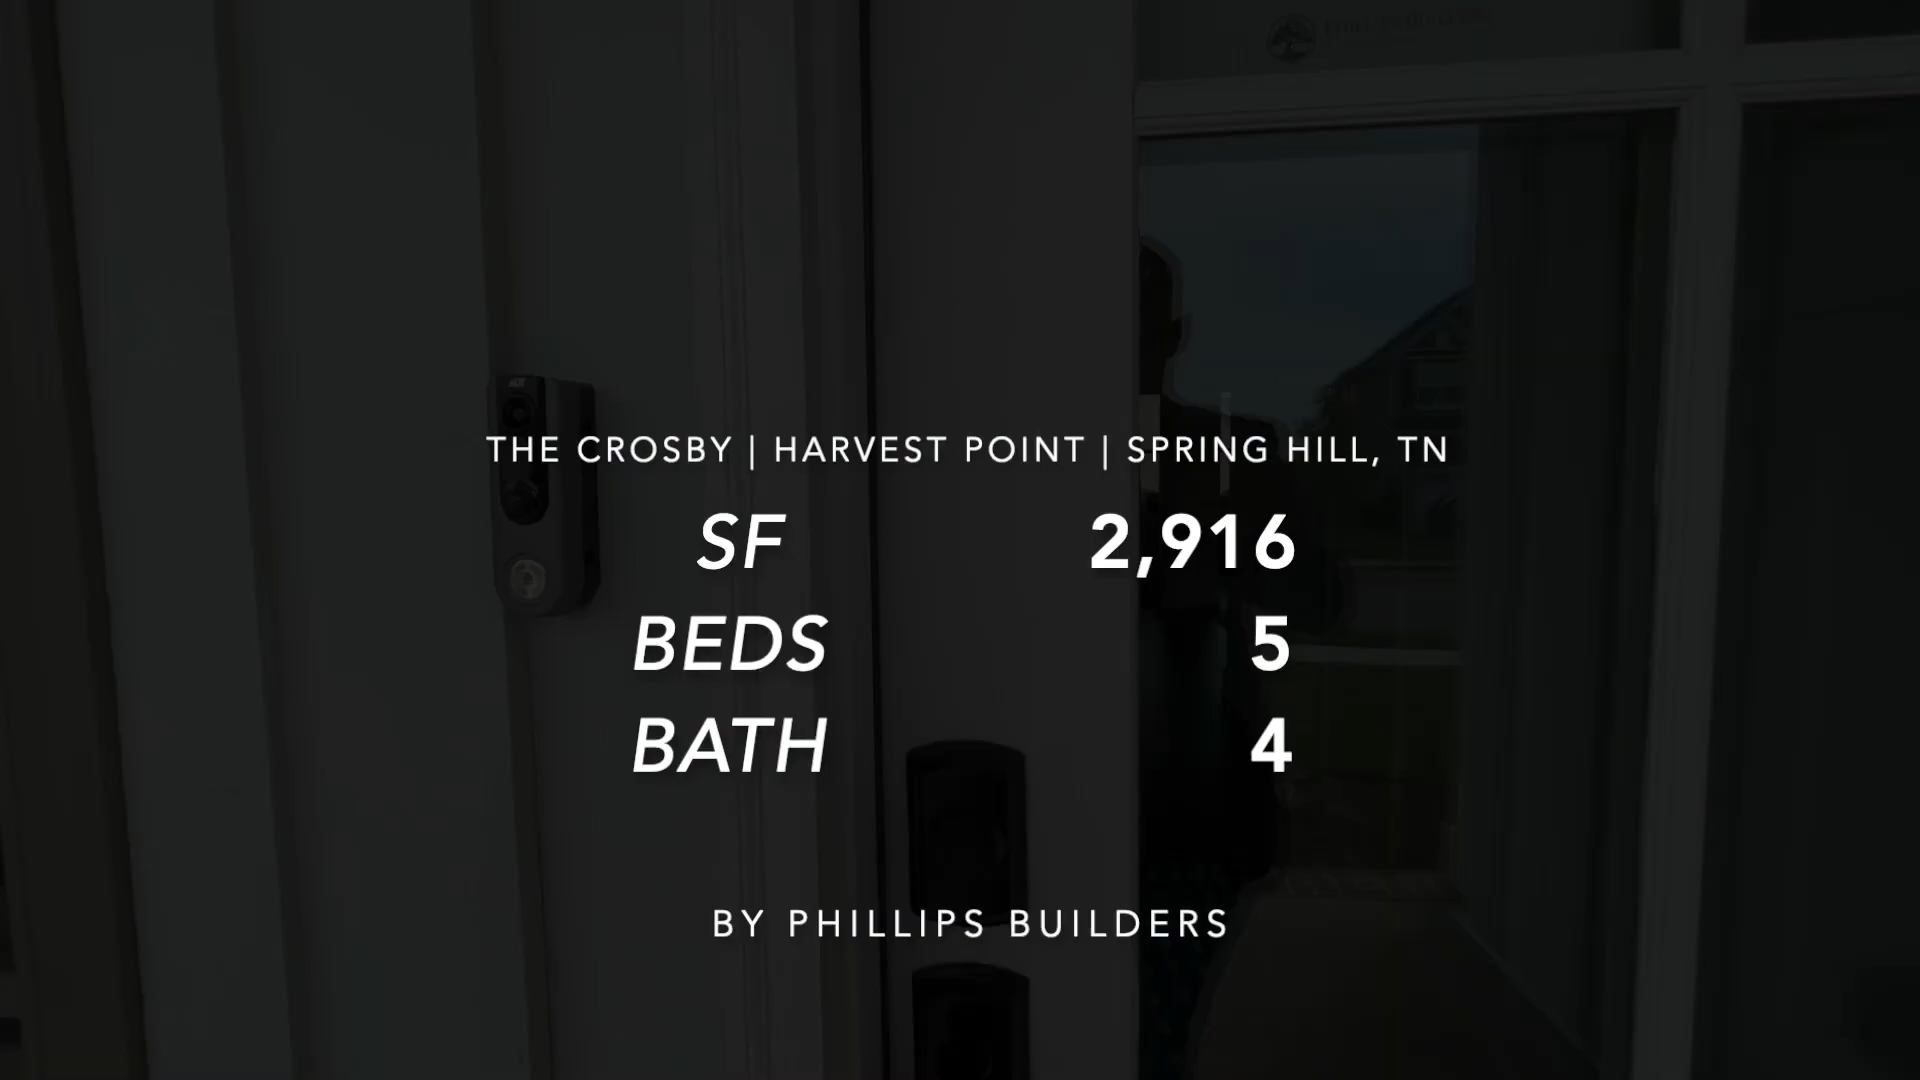 THE CROSBY | HARVEST POINT | SPRING HILL, TN
SF 2,916
BEDS 5
BATH 4
BY PHILLIPS BUILDERS